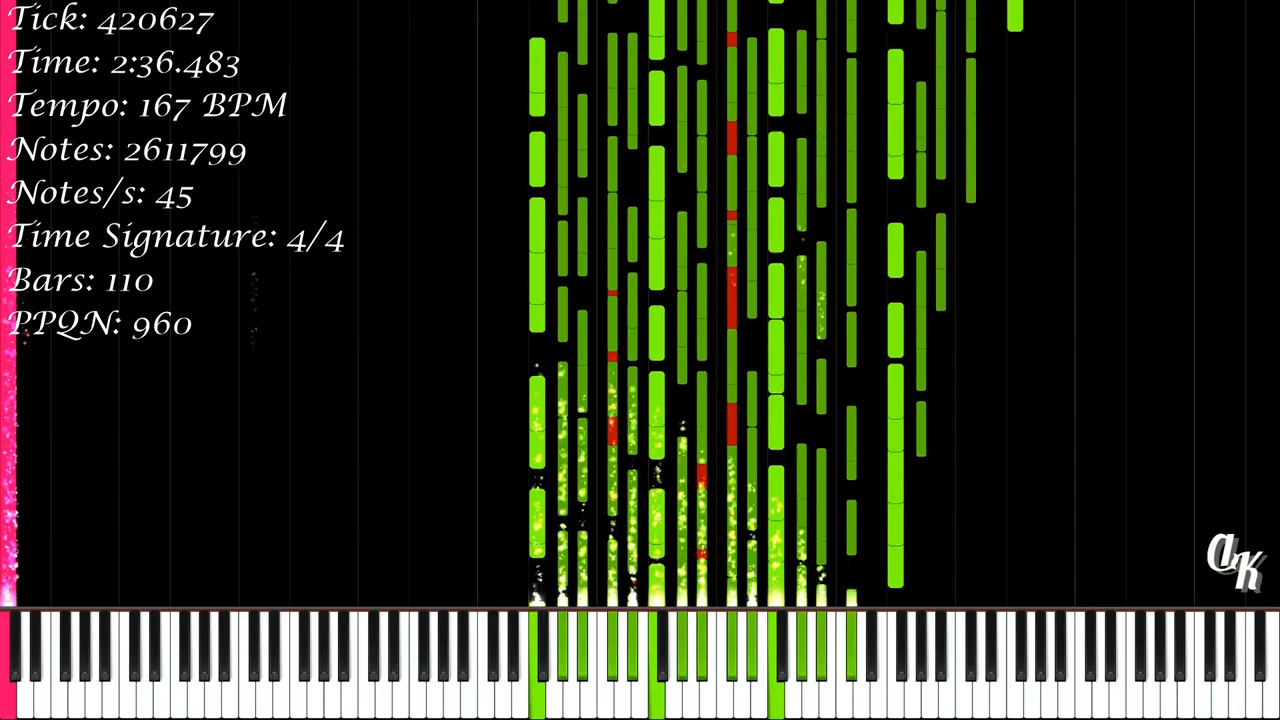 Tick: 420627
Time: 2:36.483
Tempo: 167 BPM
Notes: 2611799
Notes/s: 45
Time Signature: 4/4
Bars: 110
PPQN: 960
aK